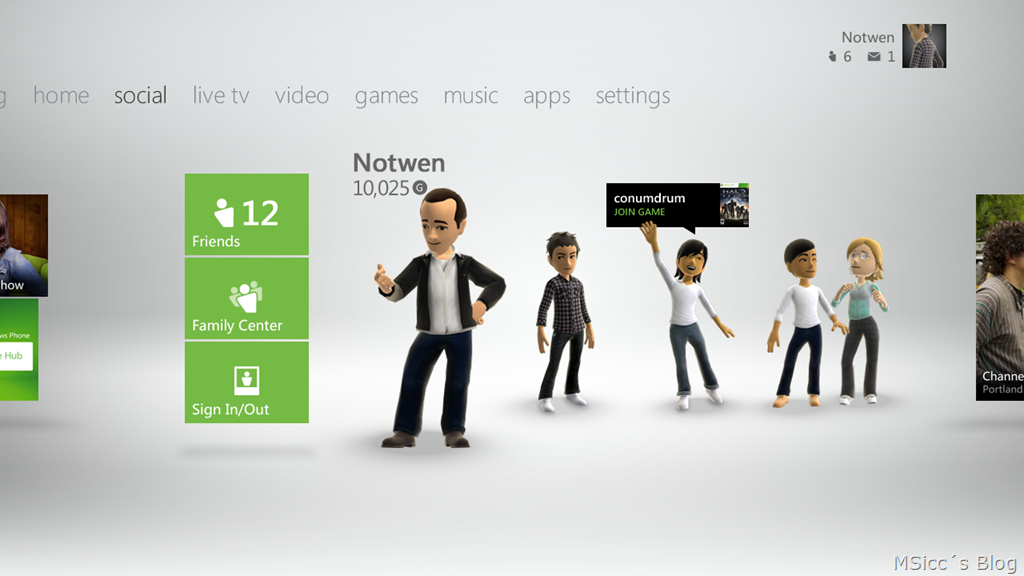 Notwen
6 1
g home social live tv video games music apps settings
Notwen
10,025 G
conumdrum
JOIN GAME
HALO
12
Friends
Family Center
Sign In/Out
how
ws Phone
e Hub
Channe
Portland
MSicc´s Blog